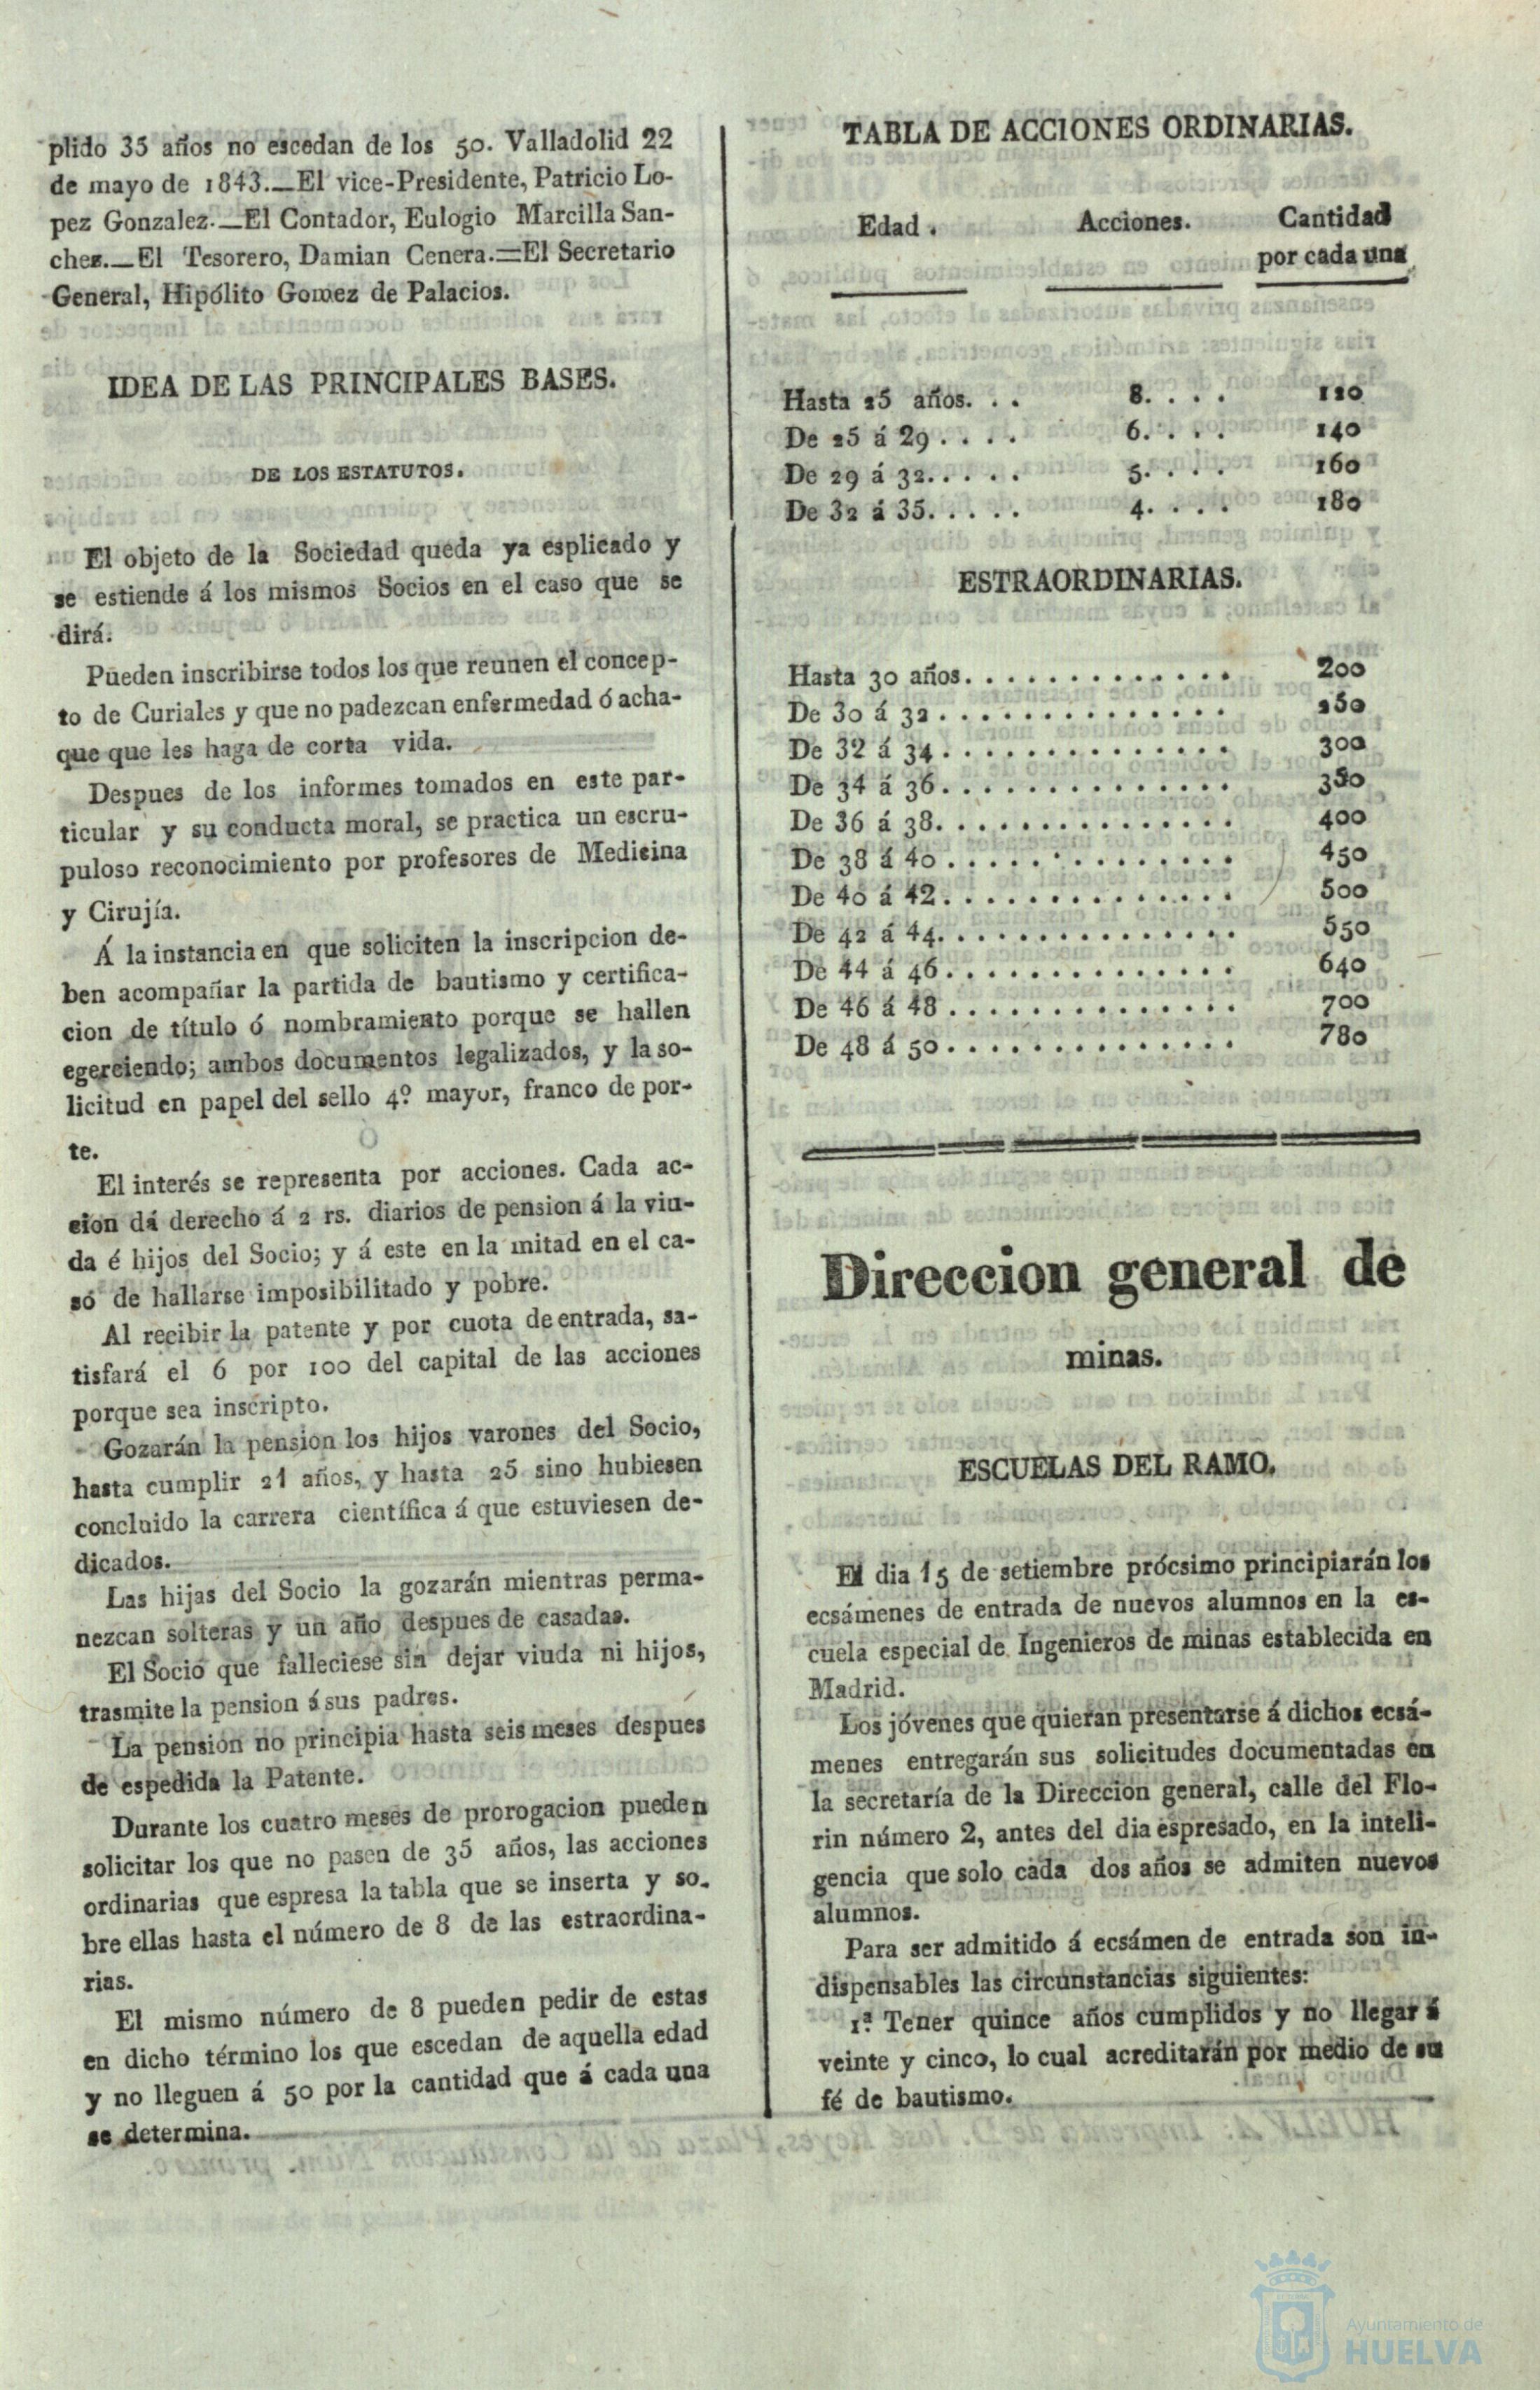 plido 35 años no escedan de los 50. Valladolid 22
de mayo de 1843.—El vice-Presidente, Patricio Lo-
pez Gonzalez.—El Contador, Eulogio Marcilla San-
chez.—El Tesorero, Damian Cenera.=El Secretario
General, Hipólito Gomez de Palacios.
IDEA DE LAS PRINCIPALES BASES.
DE LOS ESTATUTOS.
El objeto de la Sociedad queda ya esplicado y
se estiende á los mismos Socios en el caso que se
dirá.
Pueden inscribirse todos los que reunen el concep-
to de Curiales y que no padezcan enfermedad ó acha-
que que les haga de corta vida.
Despues de los informes tomados en este par-
ticular y su conducta moral, se practica un escru-
puloso reconocimiento por profesores de Medicina
y Cirujía.
Á la instancia en que soliciten la inscripcion de-
ben acompañar la partida de bautismo y certifica-
cion de título ó nombramiento porque se hallen
egerciendo; ambos documentos legalizados, y la so-
licitud en papel del sello 4.º mayor, franco de por-
te.
El interés se representa por acciones. Cada ac-
cion dá derecho á 2 rs. diarios de pension á la viu-
da é hijos del Socio; y á este en la mitad en el ca-
só de hallarse imposibilitado y pobre.
Al recibir la patente y por cuota de entrada, sa-
tisfará el 6 por 100 del capital de las acciones
porque sea inscripto.
Gozarán la pension los hijos varones del Socio,
hasta cumplir 21 años, y hasta 25 sino hubiesen
concluido la carrera científica á que estuviesen de-
dicados.
Las hijas del Socio la gozarán mientras perma-
nezcan solteras y un año despues de casadas.
El Socio que falleciese sin dejar viuda ni hijos,
trasmite la pension á sus padres.
La pension no principia hasta seis meses despues
de espedida la Patente.
Durante los cuatro meses de prorogacion pueden
solicitar los que no pasen de 35 años, las acciones
ordinarias que espresa la tabla que se inserta y so-
bre ellas hasta el número de 8 de las estraordina-
rias.
El mismo número de 8 pueden pedir de estas
en dicho término los que escedan de aquella edad
y no lleguen á 50 por la cantidad que á cada una
se determina.
TABLA DE ACCIONES ORDINARIAS.
Edad. Acciones. Cantidad
por cada una
Hasta 25 años. . . 8. . . . 120
De 25 á 29 . . . . 6. . . . 140
De 29 á 32. . . . . 5. . . . 160
De 32 á 35. . . . . 4. . . . 180
ESTRAORDINARIAS.
Hasta 30 años. . . . . . . . . . . . . 200
De 30 á 32 . . . . . . . . . . . . . . 250
De 32 á 34 . . . . . . . . . . . . . . 300
De 34 á 36. . . . . . . . . . . . . . 350
De 36 á 38. . . . . . . . . . . . . . 400
De 38 á 40 . . . . . . . . . . . . . . 450
De 40 á 42. . . . . . . . . . . . . . 500
De 42 á 44. . . . . . . . . . . . . . 550
De 44 á 46. . . . . . . . . . . . . . 640
De 46 á 48 . . . . . . . . . . . . . . 700
De 48 á 50. . . . . . . . . . . . . . 780
Direccion general de
minas.
ESCUELAS DEL RAMO.
El dia 15 de setiembre prócsimo principiarán los
ecsámenes de entrada de nuevos alumnos en la es-
cuela especial de Ingenieros de minas establecida en
Madrid.
Los jóvenes que quieran presentarse á dichos ecsá-
menes entregarán sus solicitudes documentadas en
la secretaría de la Direccion general, calle del Flo-
rin número 2, antes del dia espresado, en la inteli-
gencia que solo cada dos años se admiten nuevos
alumnos.
Para ser admitido á ecsámen de entrada son in-
dispensables las circunstancias siguientes:
1.ª Tener quince años cumplidos y no llegar á
veinte y cinco, lo cual acreditarán por medio de su
fé de bautismo.
Ayuntamiento de
HUELVA